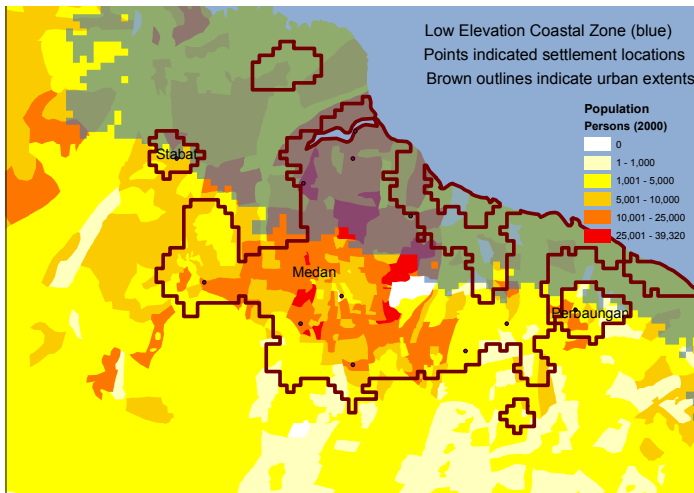 Low Elevation Coastal Zone (blue)
Points indicated settlement locations
Brown outlines indicate urban extents
Population
Persons (2000)
0
1 - 1,000
1,001 - 5,000
5,001 - 10,000
10,001 - 25,000
25,001 - 39,320
Stabat
Medan
Perbaungan